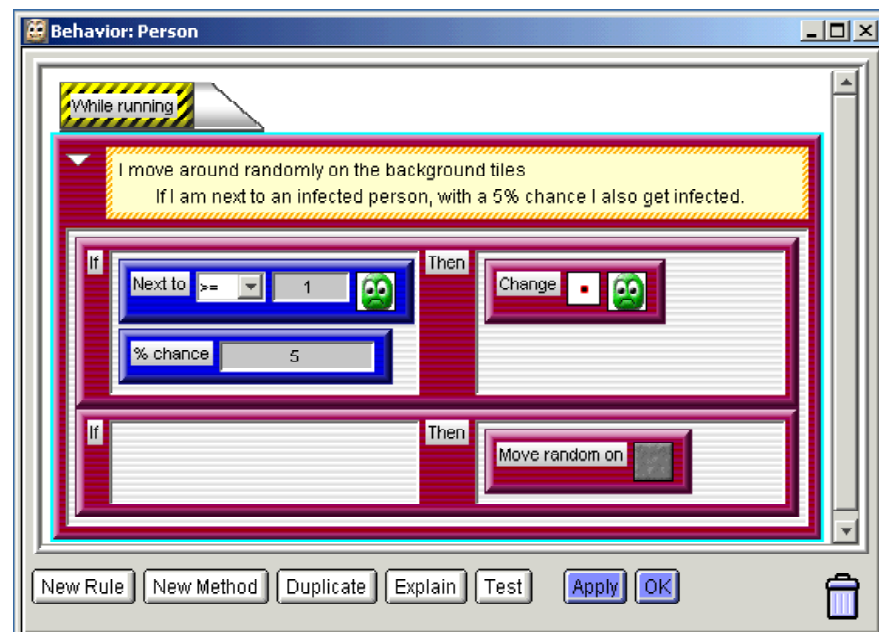 Behavior: Person
While running
I move around randomly on the background tiles
If I am next to an infected person, with a 5% chance I also get infected.
If
Next to >= 1
% chance 5
Then
Change
If
Then
Move random on
New Rule New Method Duplicate Explain Test Apply OK